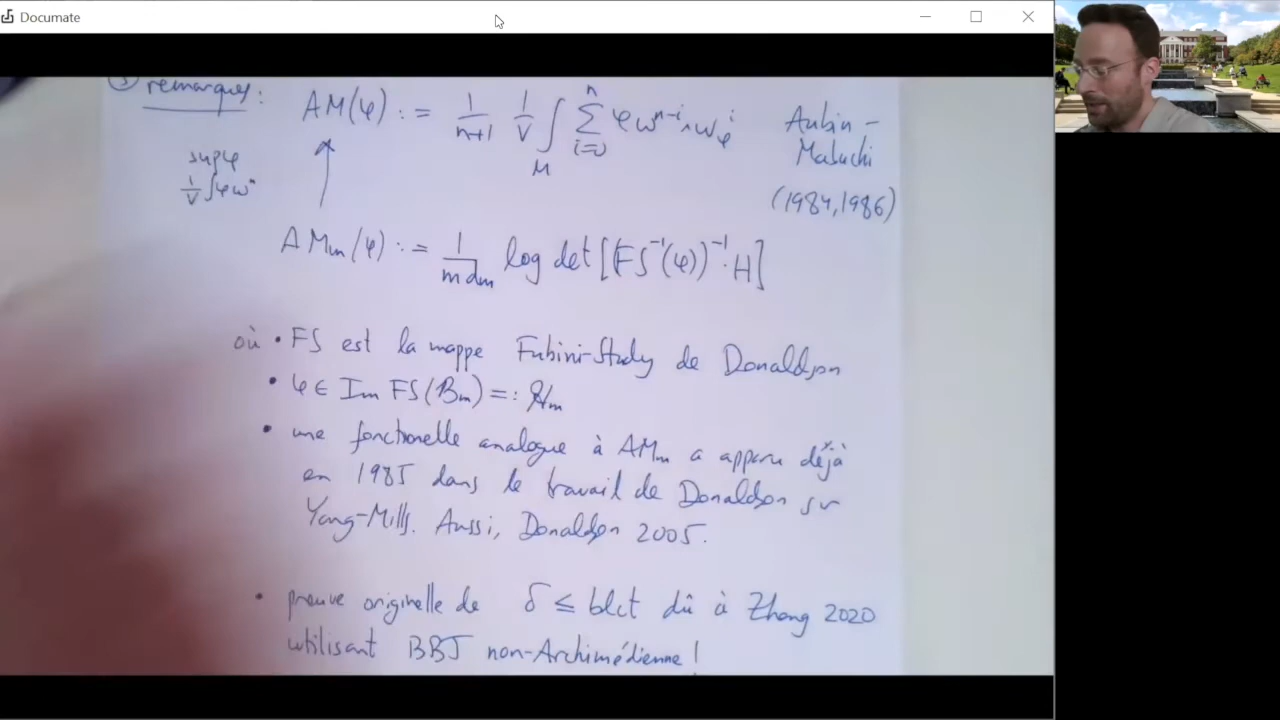 Documate
③ remarques :
AM(φ) := 1/(n+1) 1/V ∫_M Σ_{i=0}^n φ ω^{n-i} ∧ ω_φ^i
Aubin-
Mabuchi
(1984, 1986)
sup φ
1/V ∫ φ ω^n
AM_m(φ) := 1/(m d_m) log det [(FS^{-1}(φ))^{-1} · H]
où • FS est la mappe Fubini-Study de Donaldson
• φ ∈ Im FS(B_m) =: ℋ_m
• une fonctionelle analogue à AM_m a apparu déjà
en 1985 dans le travail de Donaldson sur
Yang-Mills. Aussi, Donaldson 2005.
• preuve originelle de δ ≤ blct dû à Zhang 2020
utilisant BBJ non-Archimédienne !